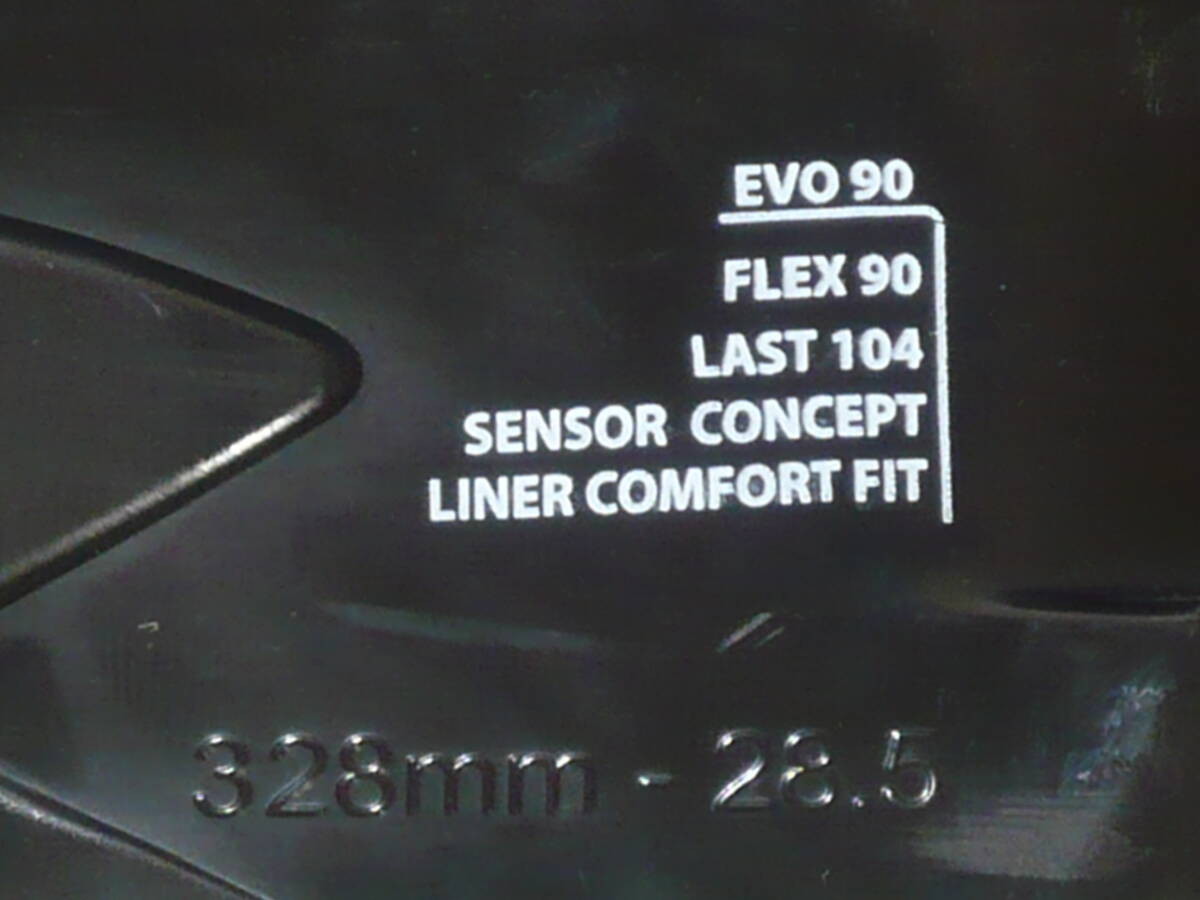 EVO 90
FLEX 90
LAST 104
SENSOR CONCEPT
LINER COMFORT FIT
328mm - 28.5